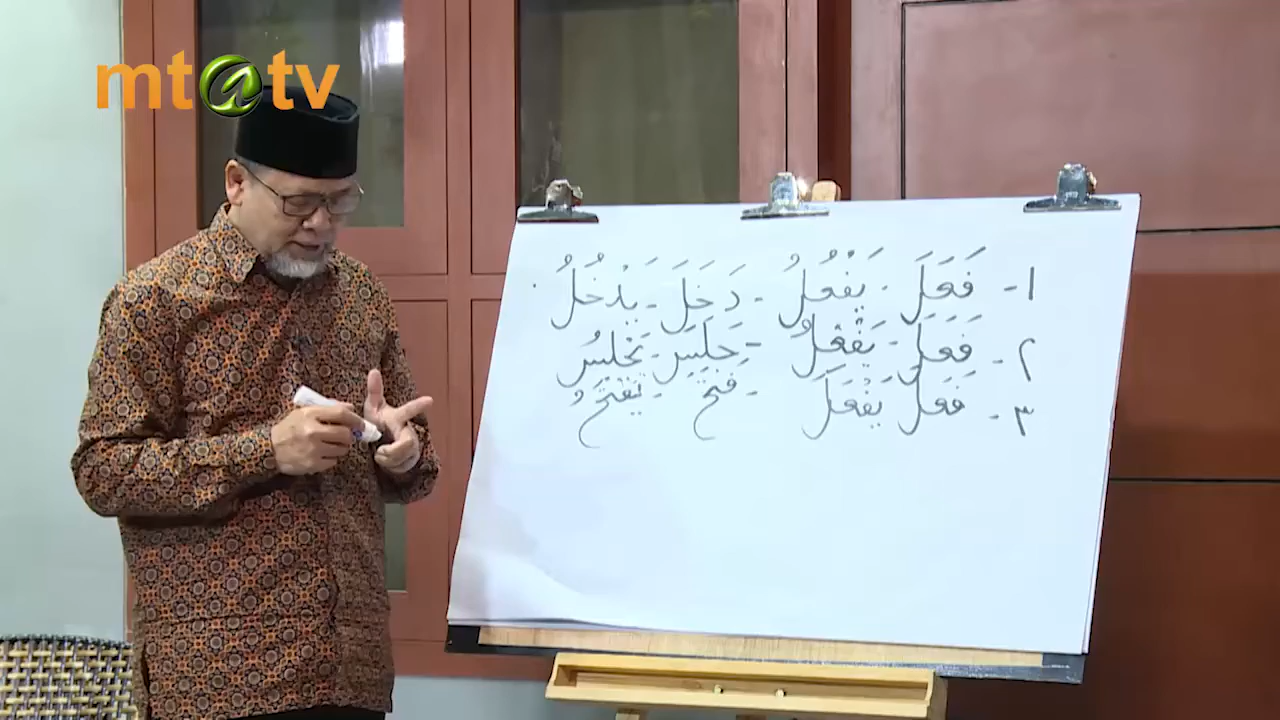 mt@tv
١- فَعَلَ - يَفْعُلُ - دَخَلَ - يَدْخُلُ
٢- فَعَلَ - يَفْعِلُ - جَلَسَ - يَجْلِسُ
٣- فَعَلَ يَفْعَلُ - فَتَحَ - يَفْتَحُ